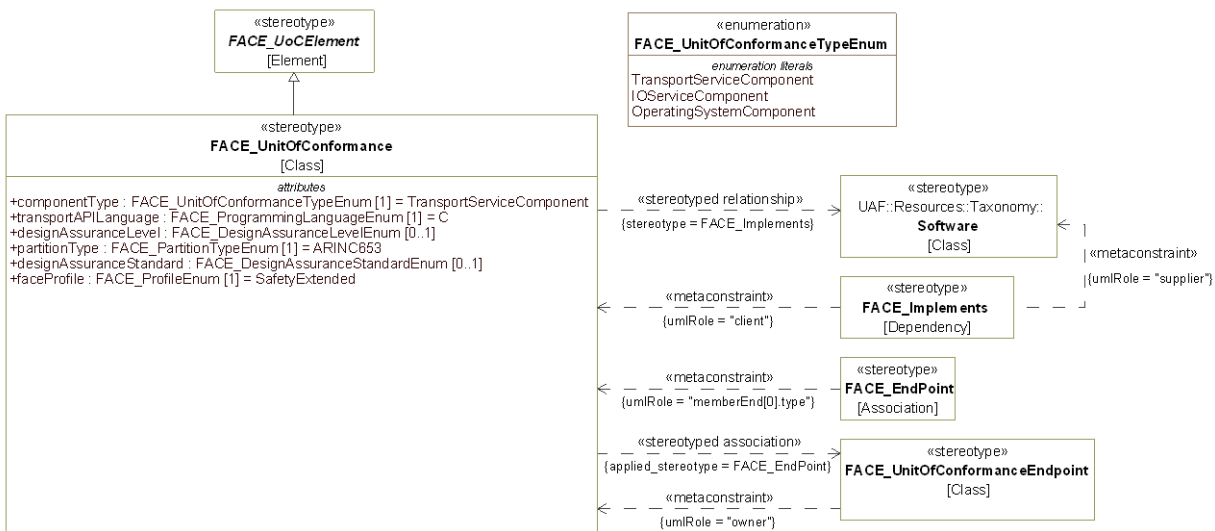 «stereotype»
FACE_UoCElement
[Element]
«enumeration»
FACE_UnitOfConformanceTypeEnum
enumeration literals
TransportServiceComponent
IOServiceComponent
OperatingSystemComponent
«stereotype»
FACE_UnitOfConformance
[Class]
attributes
+componentType : FACE_UnitOfConformanceTypeEnum [1] = TransportServiceComponent
+transportAPILanguage : FACE_ProgrammingLanguageEnum [1] = C
+designAssuranceLevel : FACE_DesignAssuranceLevelEnum [0..1]
+partitionType : FACE_PartitionTypeEnum [1] = ARINC653
+designAssuranceStandard : FACE_DesignAssuranceStandardEnum [0..1]
+faceProfile : FACE_ProfileEnum [1] = SafetyExtended
«stereotyped relationship»
{stereotype = FACE_Implements}
«stereotype»
UAF::Resources::Taxonomy::
Software
[Class]
«metaconstraint»
{umlRole = "supplier"}
«metaconstraint»
{umlRole = "client"}
«stereotype»
FACE_Implements
[Dependency]
«metaconstraint»
{umlRole = "memberEnd[0].type"}
«stereotype»
FACE_EndPoint
[Association]
«stereotyped association»
{applied_stereotype = FACE_EndPoint}
«stereotype»
FACE_UnitOfConformanceEndpoint
[Class]
«metaconstraint»
{umlRole = "owner"}